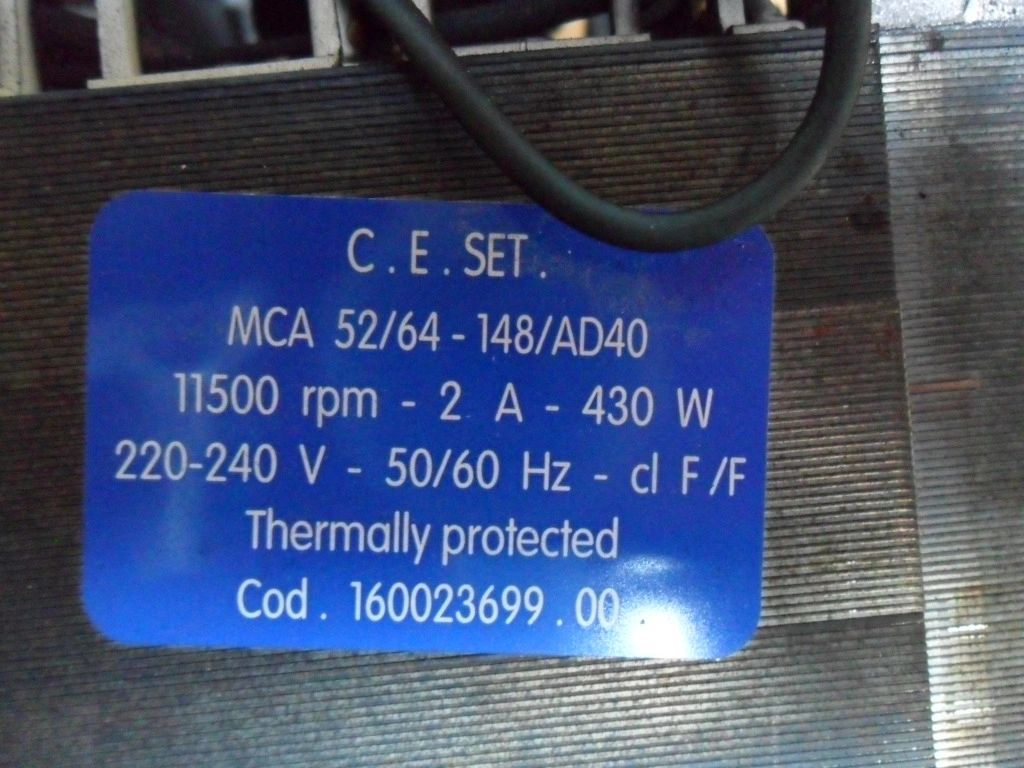 C.E.SET.
MCA 52/64-148/AD40
11500 rpm - 2 A - 430 W
220-240 V - 50/60 Hz - cl F/F
Thermally protected
Cod. 160023699.00.